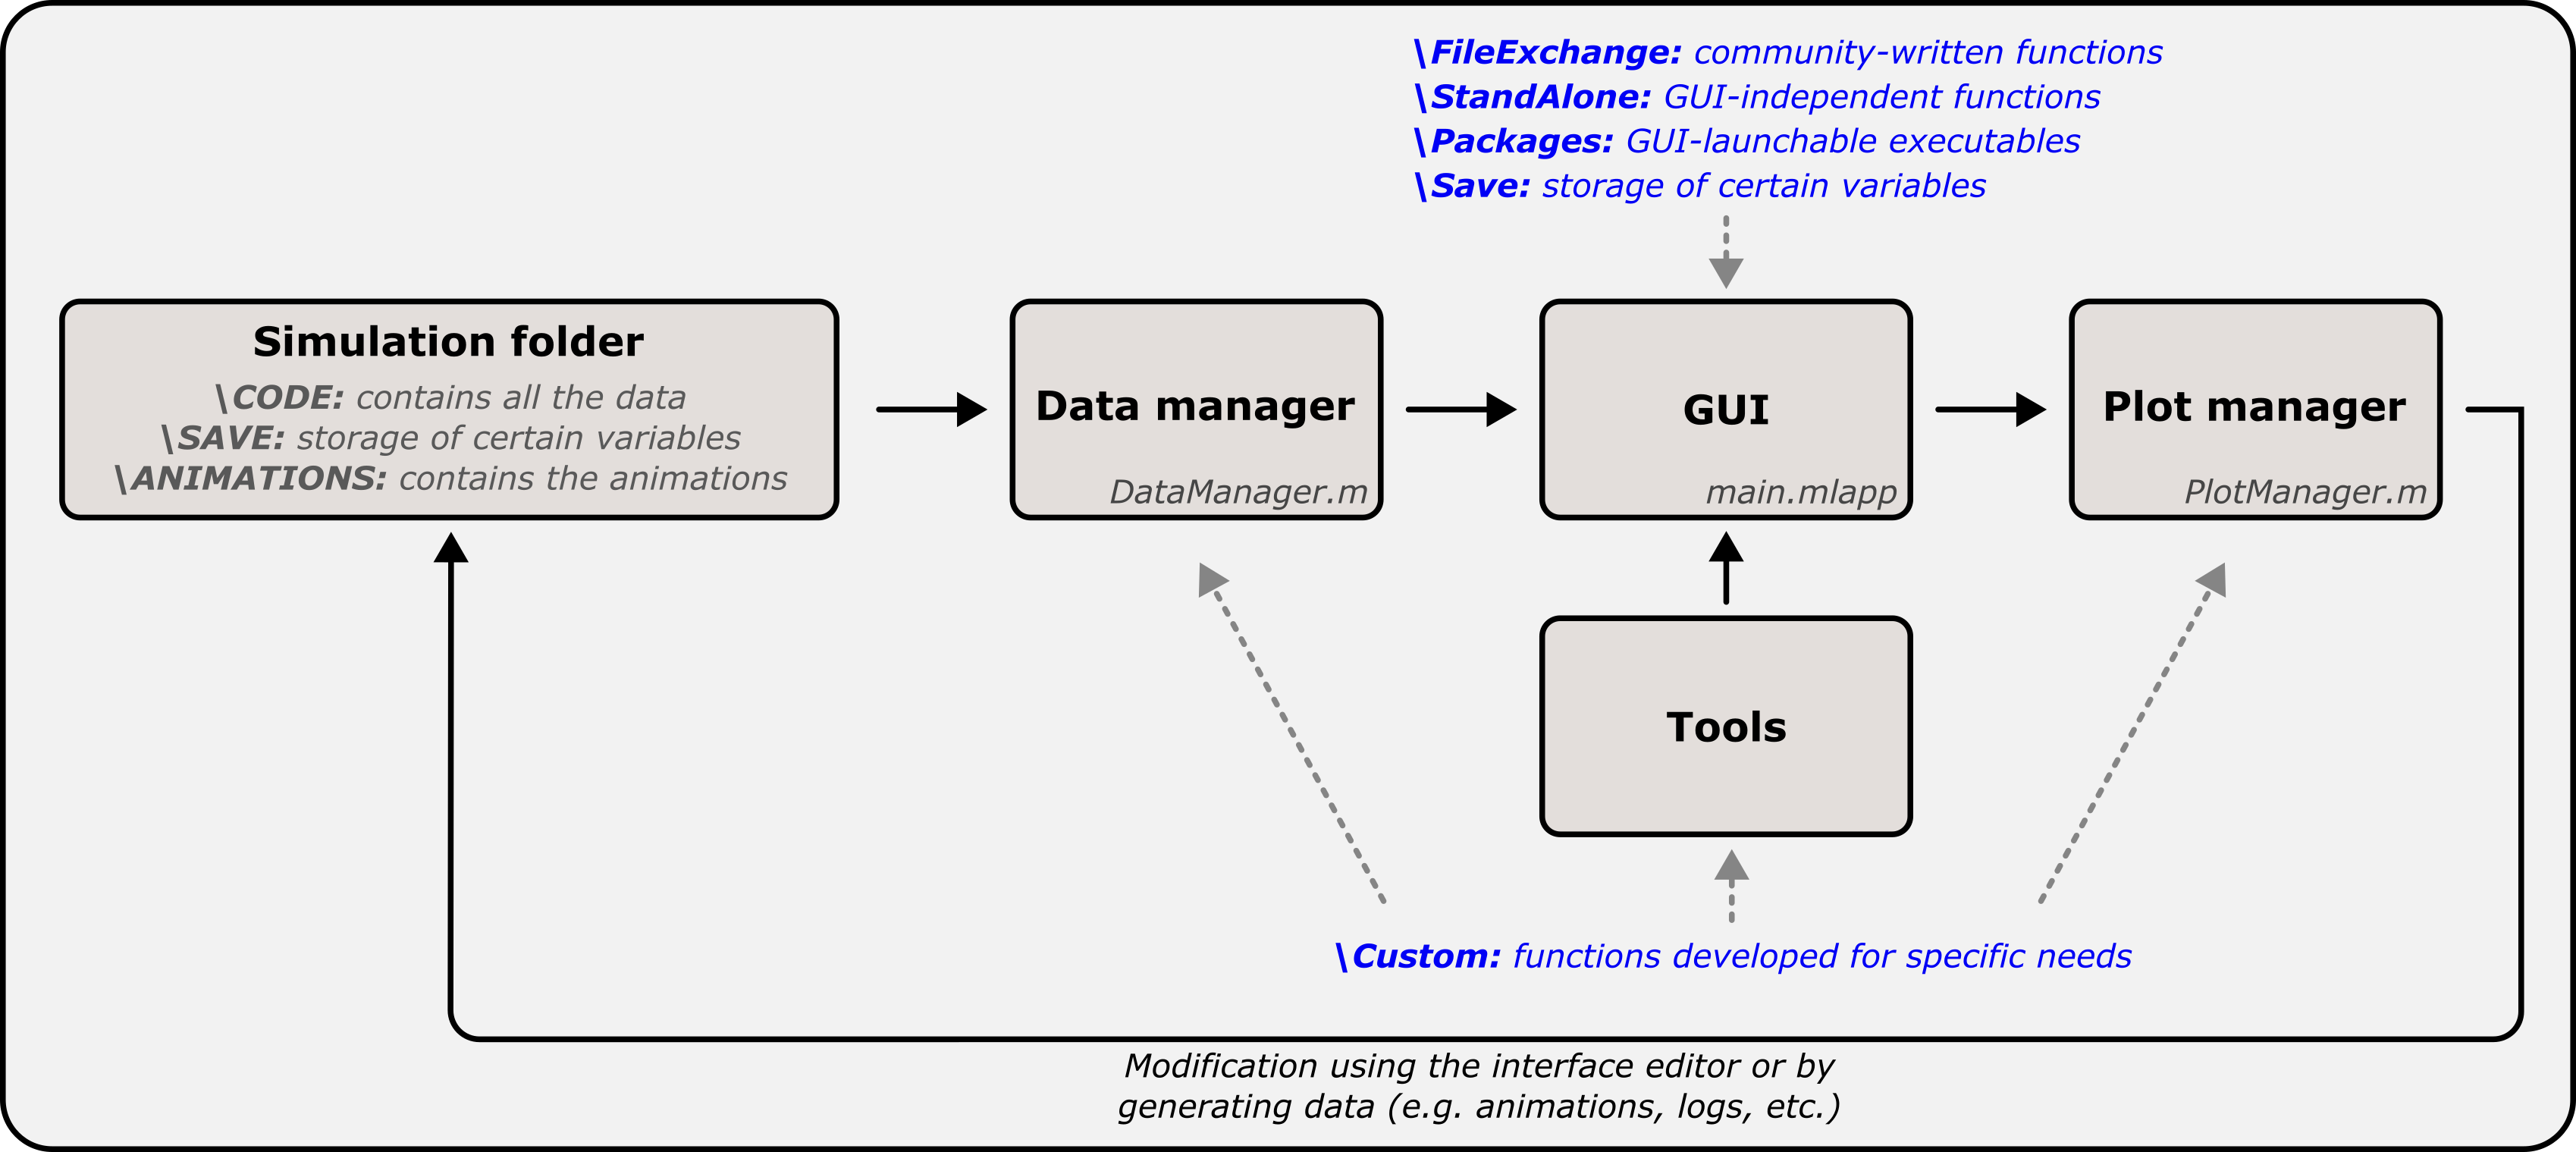 \FileExchange: community-written functions
\StandAlone: GUI-independent functions
\Packages: GUI-launchable executables
\Save: storage of certain variables
Simulation folder
\CODE: contains all the data
\SAVE: storage of certain variables
\ANIMATIONS: contains the animations
Data manager
DataManager.m
GUI
main.mlapp
Plot manager
PlotManager.m
Tools
\Custom: functions developed for specific needs
Modification using the interface editor or by
generating data (e.g. animations, logs, etc.)